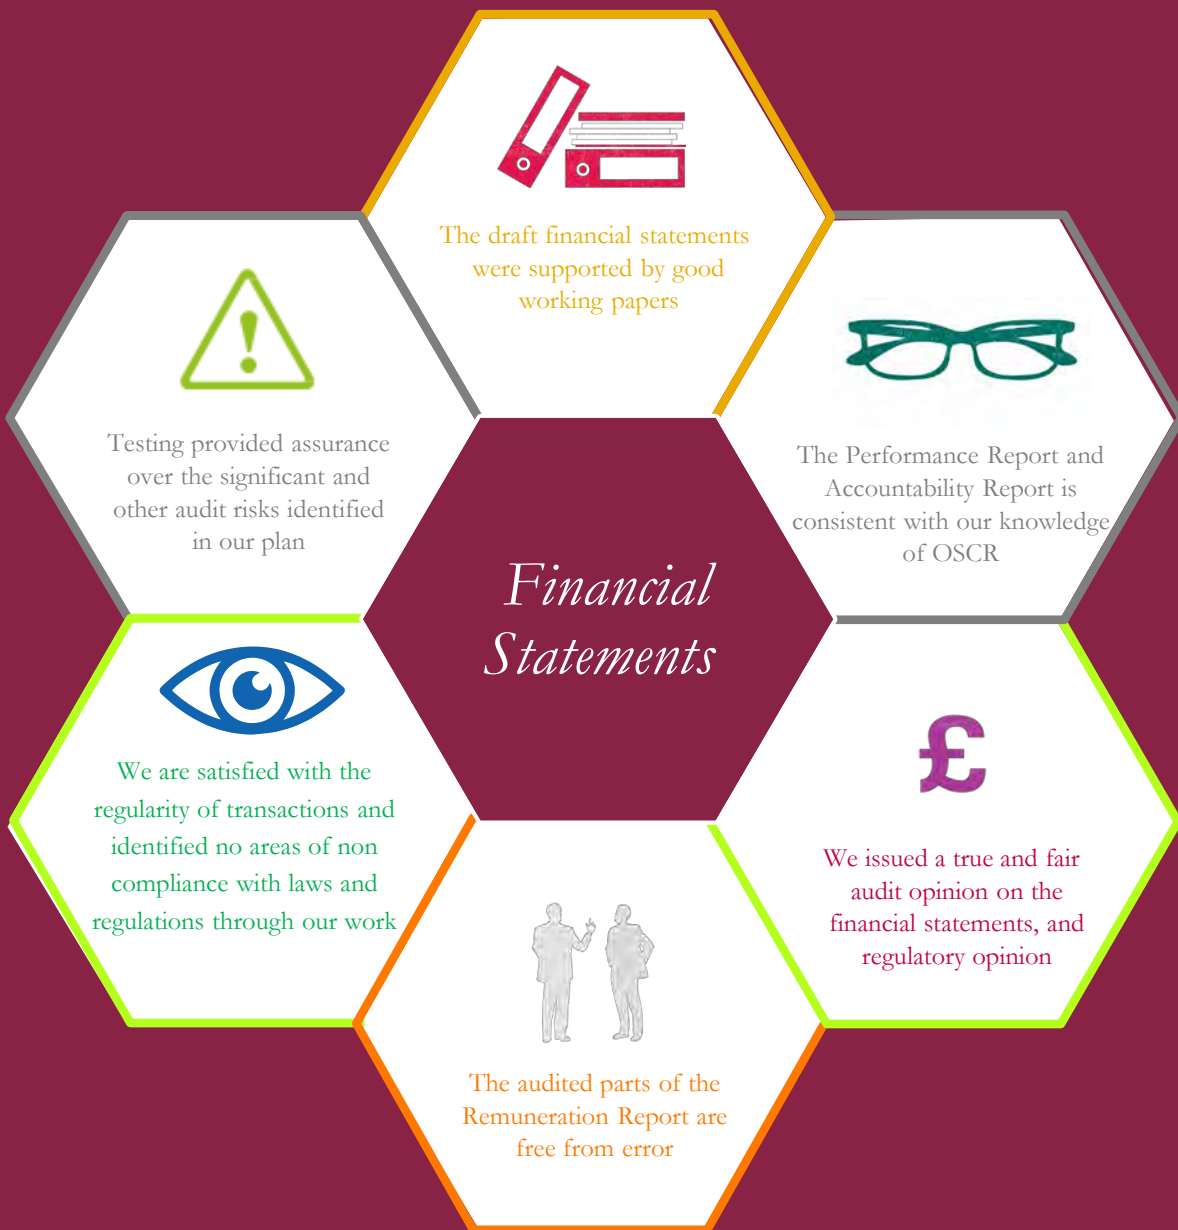 The draft financial statements
were supported by good
working papers
Testing provided assurance
over the significant and
other audit risks identified
in our plan
The Performance Report and
Accountability Report is
consistent with our knowledge
of OSCR
Financial
Statements
We are satisfied with the
regularity of transactions and
identified no areas of non
compliance with laws and
regulations through our work
£
We issued a true and fair
audit opinion on the
financial statements, and
regulatory opinion
The audited parts of the
Remuneration Report are
free from error